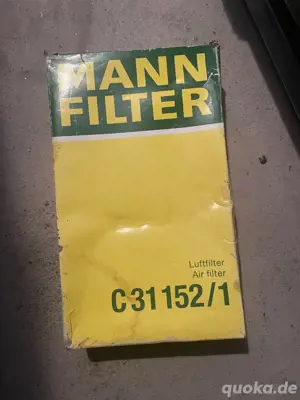 MANN
FILTER
Luftfilter
Air filter
C 31 152/1
quoka.de